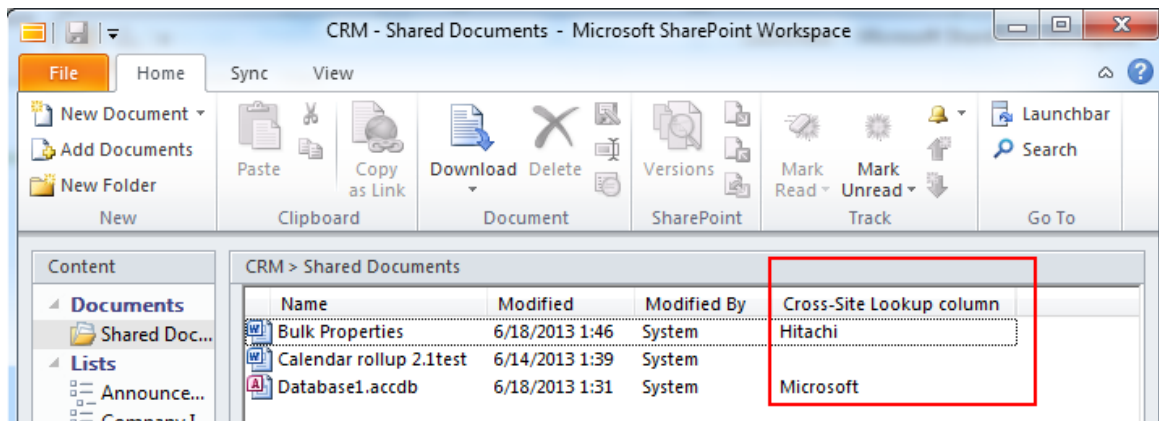 CRM - Shared Documents - Microsoft SharePoint Workspace
File Home Sync View
New Document
Add Documents
New Folder
New
Paste
Copy as Link
Clipboard
Download Delete
Document
Versions
SharePoint
Mark Read
Mark Unread
Track
Launchbar
Search
Go To
Content
Documents
Shared Doc...
Lists
Announce...
CRM > Shared Documents
Name Modified Modified By Cross-Site Lookup column
Bulk Properties 6/18/2013 1:46 System Hitachi
Calendar rollup 2.1test 6/14/2013 1:39 System
Database1.accdb 6/18/2013 1:31 System Microsoft